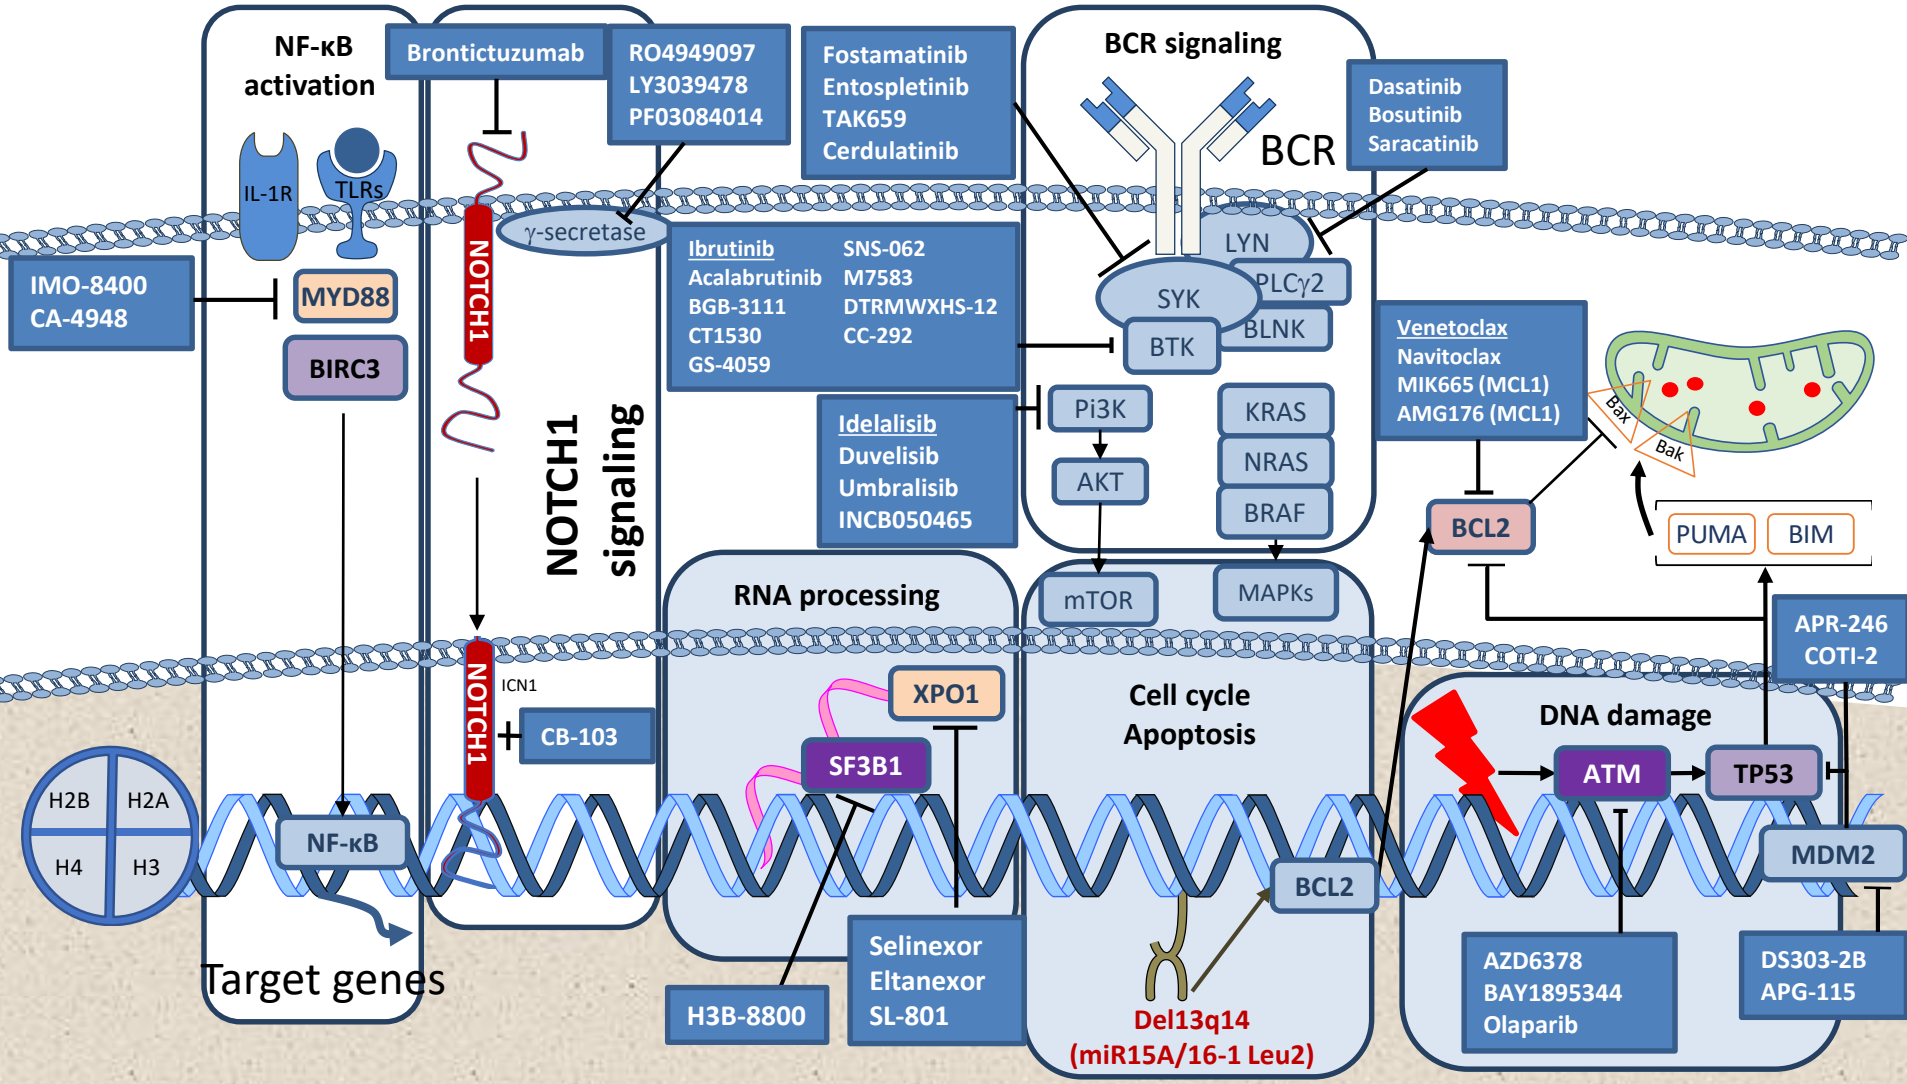 NF-κB
activation
IL-1R
TLRs
IMO-8400
CA-4948
MYD88
BIRC3
NF-κB
Target genes
H2B
H2A
H4
H3
Brontictuzumab
RO4949097
LY3039478
PF03084014
γ-secretase
NOTCH1
NOTCH1
signaling
NOTCH1
ICN1
CB-103
Fostamatinib
Entospletinib
TAK659
Cerdulatinib
BCR signaling
BCR
Dasatinib
Bosutinib
Saracatinib
Ibrutinib
Acalabrutinib
BGB-3111
CT1530
GS-4059
SNS-062
M7583
DTRMWXHS-12
CC-292
LYN
SYK
PLCγ2
BLNK
BTK
Idelalisib
Duvelisib
Umbralisib
INCB050465
Pi3K
AKT
mTOR
KRAS
NRAS
BRAF
MAPKs
Venetoclax
Navitoclax
MIK665 (MCL1)
AMG176 (MCL1)
Bax
Bak
BCL2
PUMA
BIM
RNA processing
XPO1
SF3B1
H3B-8800
Selinexor
Eltanexor
SL-801
Cell cycle
Apoptosis
BCL2
Del13q14
(miR15A/16-1 Leu2)
APR-246
COTI-2
DNA damage
ATM
TP53
MDM2
AZD6378
BAY1895344
Olaparib
DS303-2B
APG-115